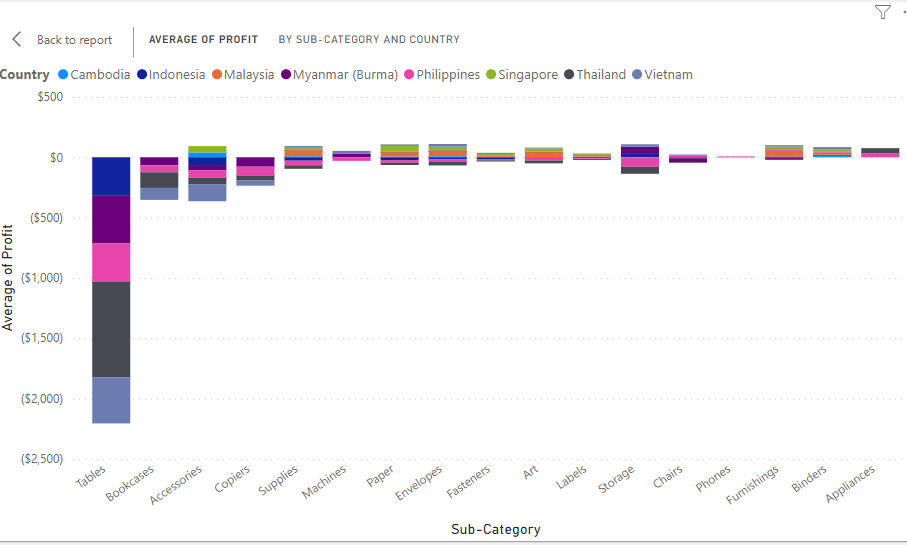 Back to report
AVERAGE OF PROFIT BY SUB-CATEGORY AND COUNTRY
Country Cambodia Indonesia Malaysia Myanmar (Burma) Philippines Singapore Thailand Vietnam
$500
$0
($500)
($1,000)
($1,500)
($2,000)
($2,500)
Average of Profit
Tables Bookcases Accessories Copiers Supplies Machines Paper Envelopes Fasteners Art Labels Storage Chairs Phones Furnishings Binders Appliances
Sub-Category